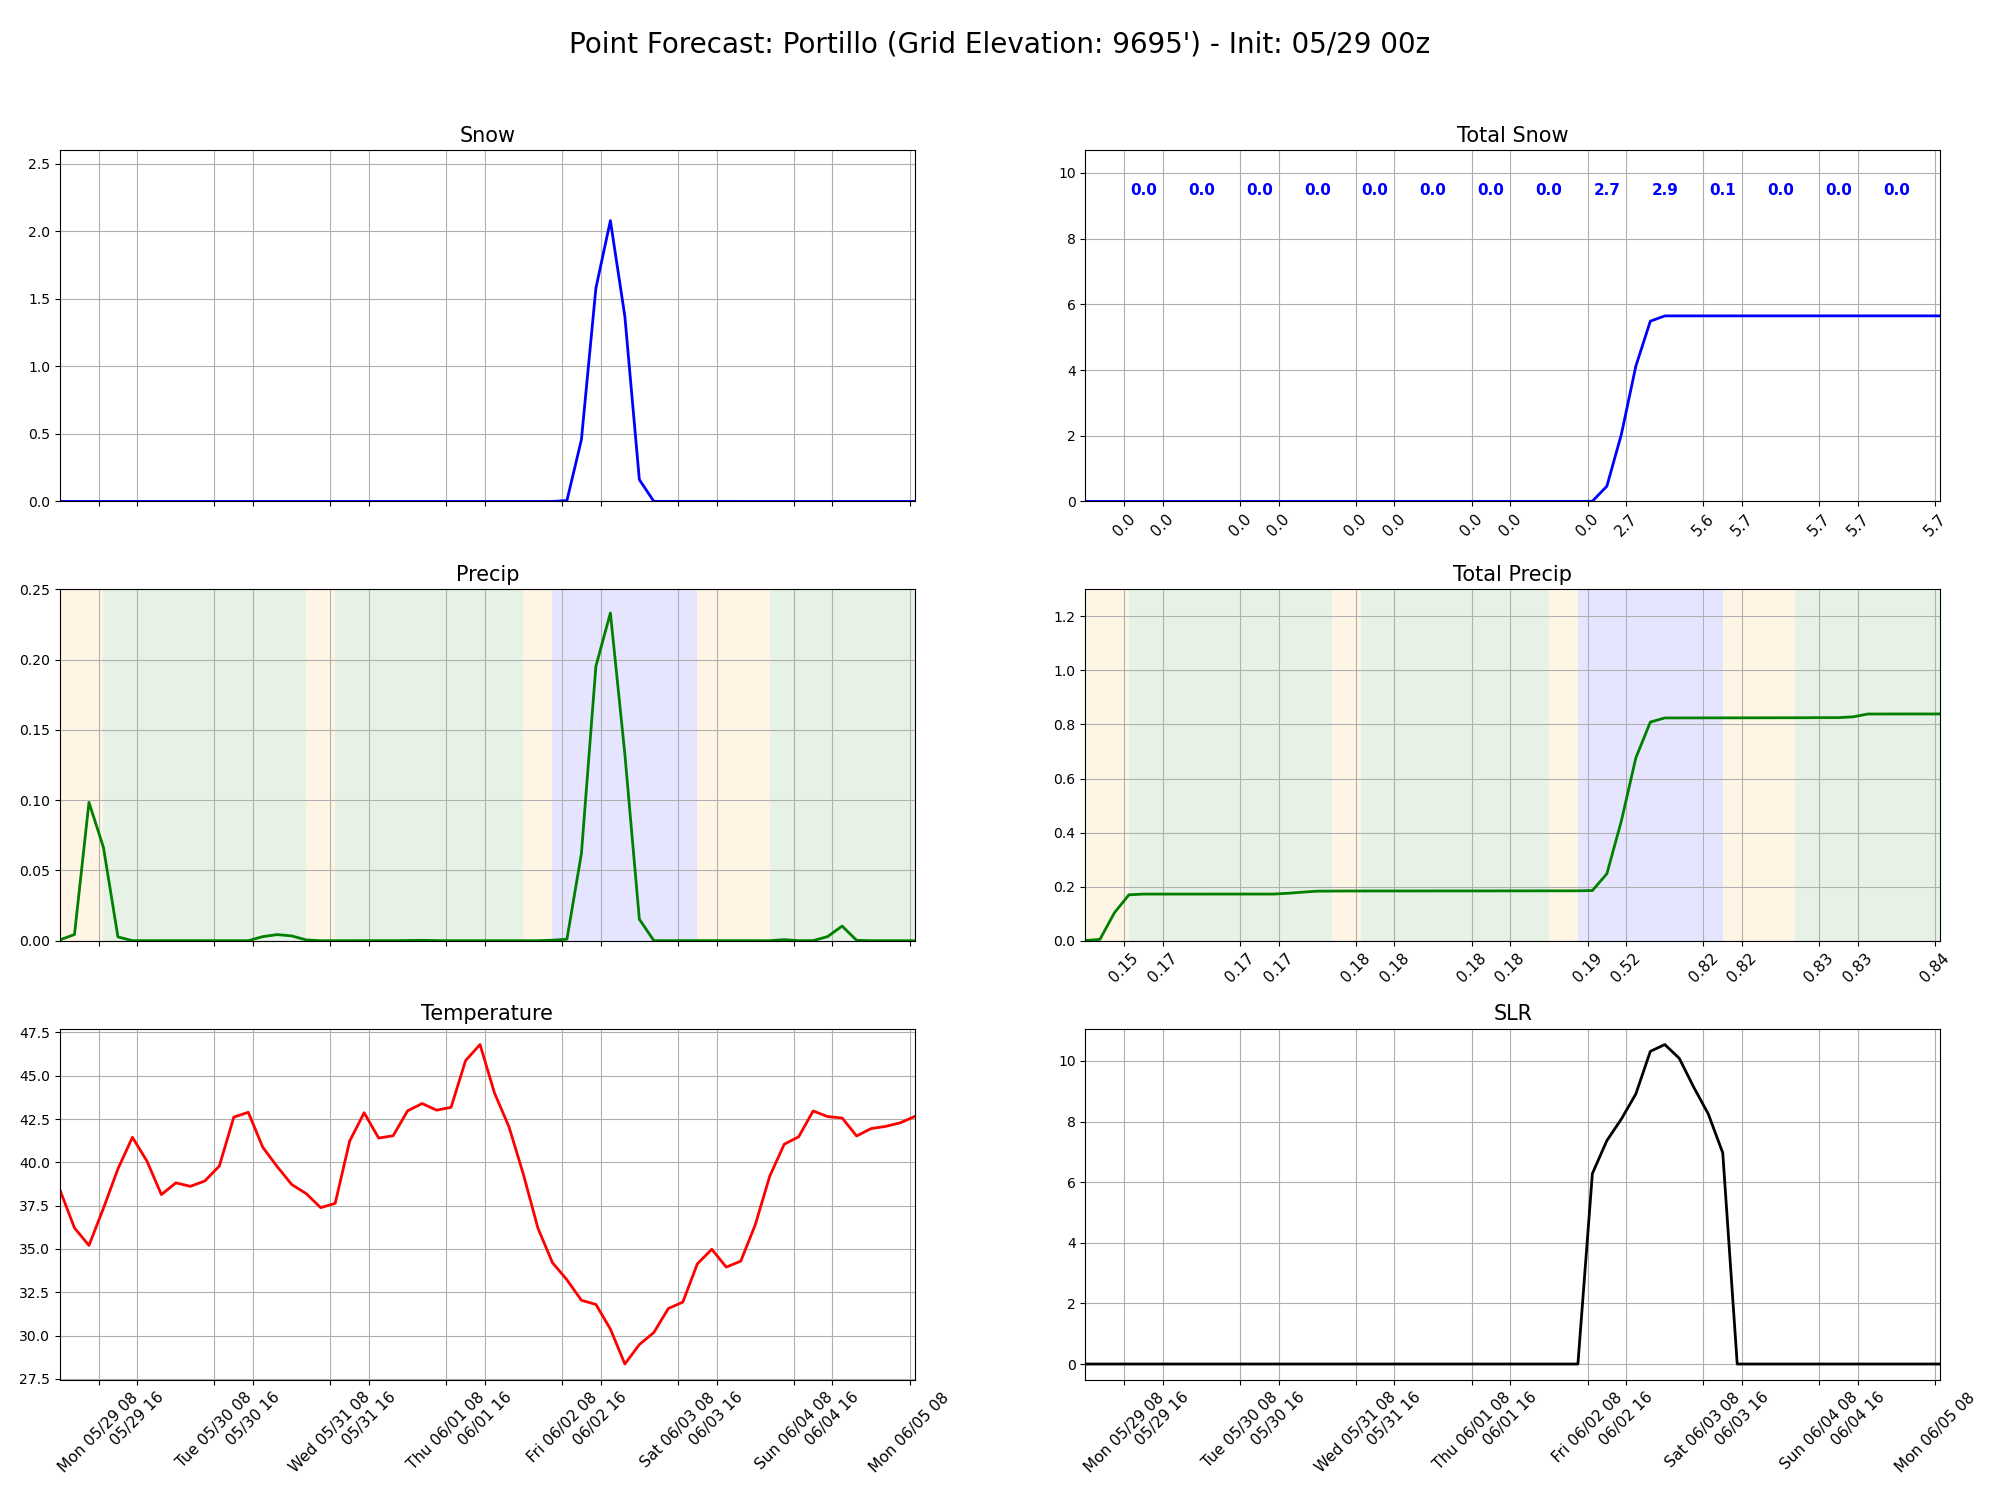 Point Forecast: Portillo (Grid Elevation: 9695') - Init: 05/29 00z
Snow
2.5
2.0
1.5
1.0
0.5
0.0
Total Snow
10
8
6
4
2
0
0.0 0.0 0.0 0.0 0.0 0.0 0.0 0.0 2.7 2.9 0.1 0.0 0.0 0.0
0.0 0.0 0.0 0.0 0.0 0.0 0.0 0.0 0.0 2.7 5.6 5.7 5.7 5.7 5.7
Precip
0.25
0.20
0.15
0.10
0.05
0.00
Total Precip
1.2
1.0
0.8
0.6
0.4
0.2
0.0
0.15 0.17 0.17 0.17 0.18 0.18 0.18 0.18 0.19 0.52 0.82 0.82 0.83 0.83 0.84
Temperature
47.5
45.0
42.5
40.0
37.5
35.0
32.5
30.0
27.5
Mon 05/29 08
05/29 16
Tue 05/30 08
05/30 16
Wed 05/31 08
05/31 16
Thu 06/01 08
06/01 16
Fri 06/02 08
06/02 16
Sat 06/03 08
06/03 16
Sun 06/04 08
06/04 16
Mon 06/05 08
SLR
10
8
6
4
2
0
Mon 05/29 08
05/29 16
Tue 05/30 08
05/30 16
Wed 05/31 08
05/31 16
Thu 06/01 08
06/01 16
Fri 06/02 08
06/02 16
Sat 06/03 08
06/03 16
Sun 06/04 08
06/04 16
Mon 06/05 08